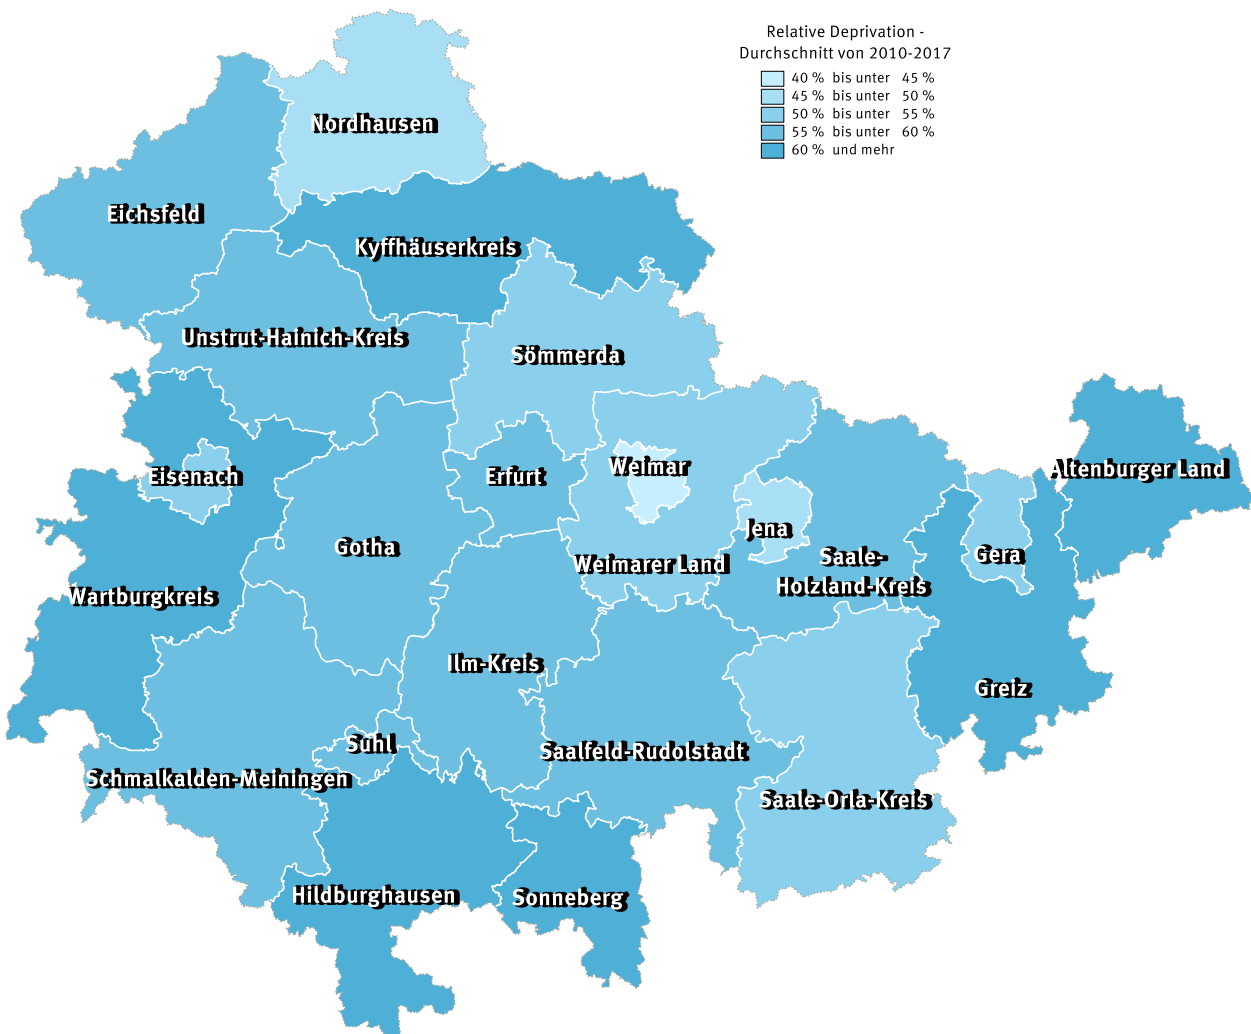 Relative Deprivation -
Durchschnitt von 2010-2017
40 % bis unter 45 %
45 % bis unter 50 %
50 % bis unter 55 %
55 % bis unter 60 %
60 % und mehr
Nordhausen
Eichsfeld
Kyffhäuserkreis
Unstrut-Hainich-Kreis
Sömmerda
Eisenach
Erfurt
Weimar
Altenburger Land
Jena
Gotha
Weimarer Land
Saale-
Holzland-Kreis
Gera
Wartburgkreis
Ilm-Kreis
Greiz
Suhl
Saalfeld-Rudolstadt
Schmalkalden-Meiningen
Saale-Orla-Kreis
Hildburghausen
Sonneberg